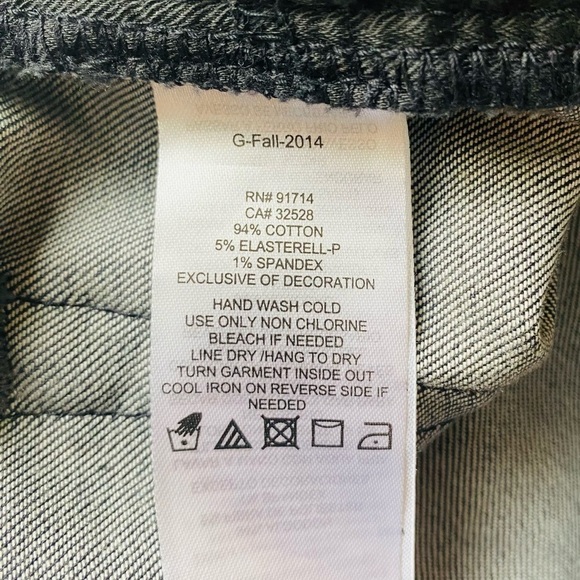 G-Fall-2014
RN# 91714
CA# 32528
94% COTTON
5% ELASTERELL-P
1% SPANDEX
EXCLUSIVE OF DECORATION
HAND WASH COLD
USE ONLY NON CHLORINE
BLEACH IF NEEDED
LINE DRY /HANG TO DRY
TURN GARMENT INSIDE OUT
COOL IRON ON REVERSE SIDE IF
NEEDED